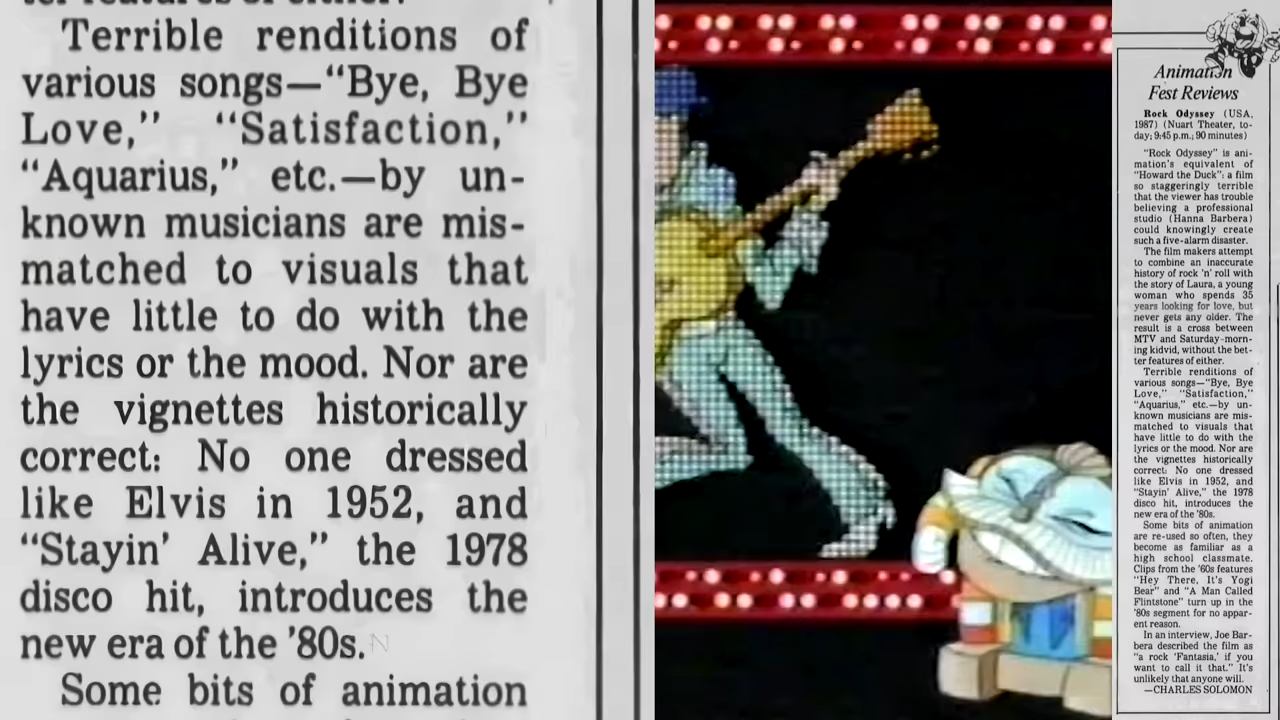 Terrible renditions of
various songs—“Bye, Bye
Love,” “Satisfaction,”
“Aquarius,” etc.—by un-
known musicians are mis-
matched to visuals that
have little to do with the
lyrics or the mood. Nor are
the vignettes historically
correct: No one dressed
like Elvis in 1952, and
“Stayin’ Alive,” the 1978
disco hit, introduces the
new era of the ’80s.
Some bits of animation
Animation
Fest Reviews
Rock Odyssey (USA,
1987) (Nuart Theater, to-
day; 9:45 p.m.; 90 minutes)
“Rock Odyssey” is ani-
mation’s equivalent of
“Howard the Duck”: a film
so staggeringly terrible
that the viewer has trouble
believing a professional
studio (Hanna Barbera)
could knowingly create
such a five-alarm disaster.
The film makers attempt
to combine an inaccurate
history of rock ’n’ roll with
the story of Laura, a young
woman who spends 35
years looking for love, but
never gets any older. The
result is a cross between
MTV and Saturday-morn-
ing kidvid, without the bet-
ter features of either.
Terrible renditions of
various songs—“Bye, Bye
Love,” “Satisfaction,”
“Aquarius,” etc.—by un-
known musicians are mis-
matched to visuals that
have little to do with the
lyrics or the mood. Nor are
the vignettes historically
correct: No one dressed
like Elvis in 1952, and
“Stayin’ Alive,” the 1978
disco hit, introduces the
new era of the ’80s.
Some bits of animation
are re-used so often, they
become as familiar as a
high school classmate.
Clips from the ’60s features
“Hey There, It’s Yogi
Bear” and “A Man Called
Flintstone” turn up in the
’80s segment for no appar-
ent reason.
In an interview, Joe Bar-
bera described the film as
“a rock ‘Fantasia,’ if you
want to call it that.” It’s
unlikely that anyone will.
—CHARLES SOLOMON